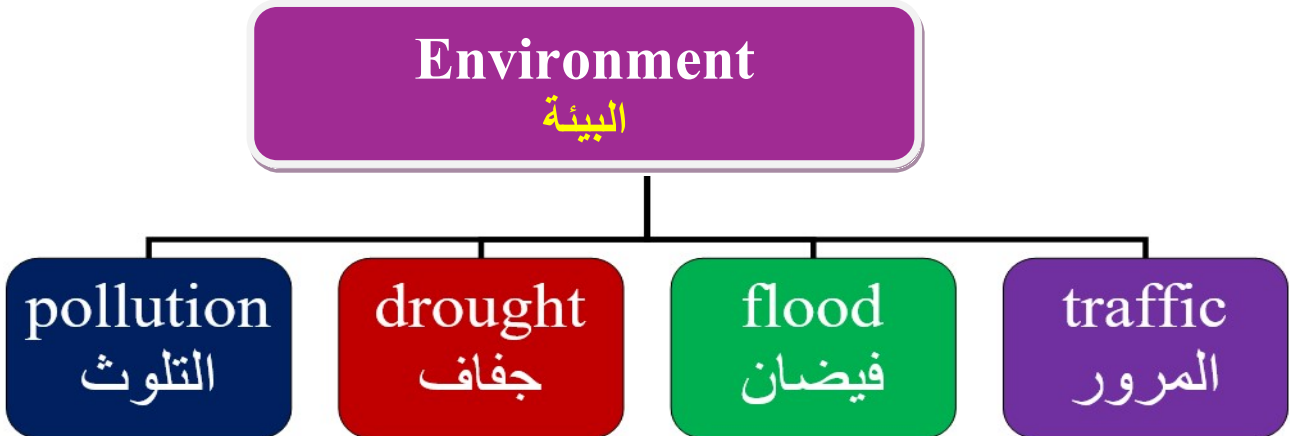 Environment
البيئة
pollution
التلوث
drought
جفاف
flood
فيضان
traffic
المرور